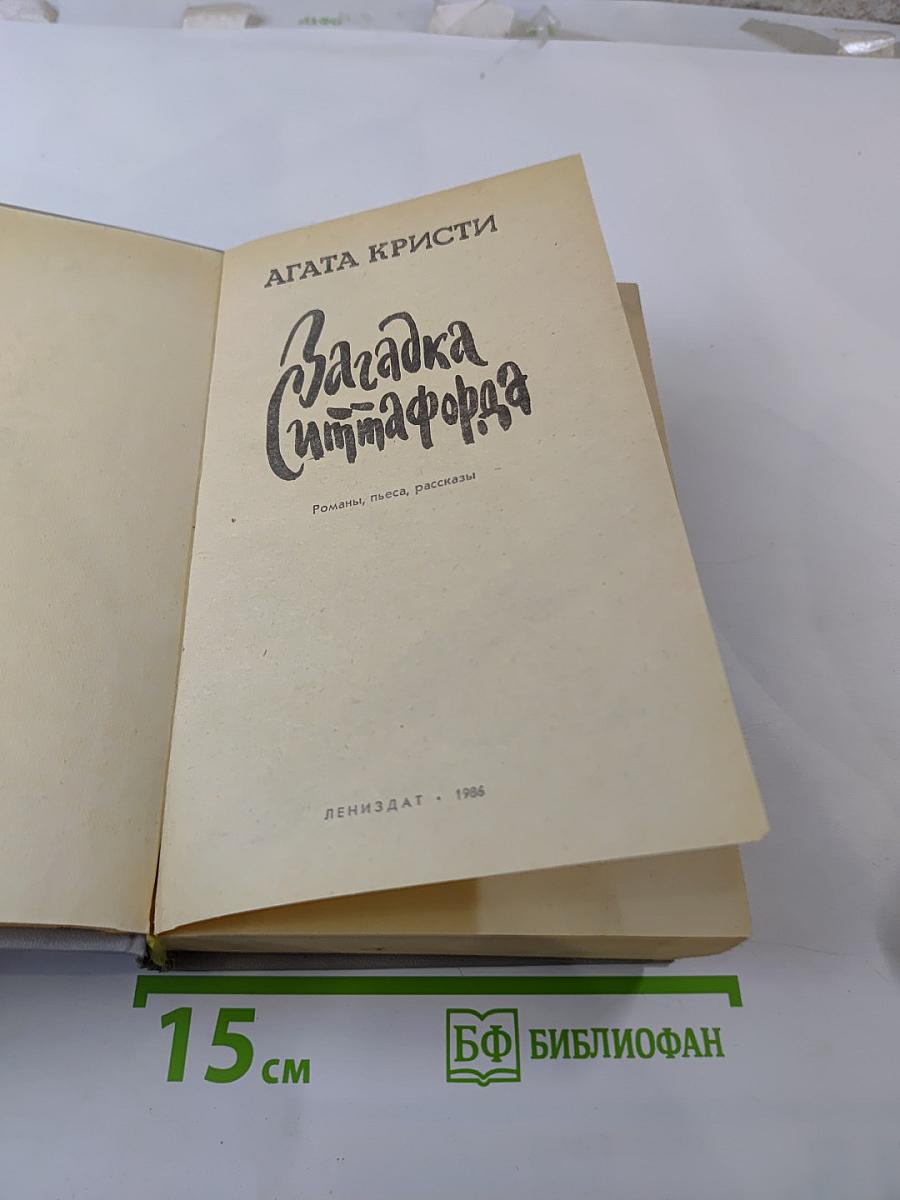 АГАТА КРИСТИ
Загадка
Ситтафорда
Романы, пьеса, рассказы
ЛЕНИЗДАТ • 1986
15 см
БФ БИБЛИОФАН